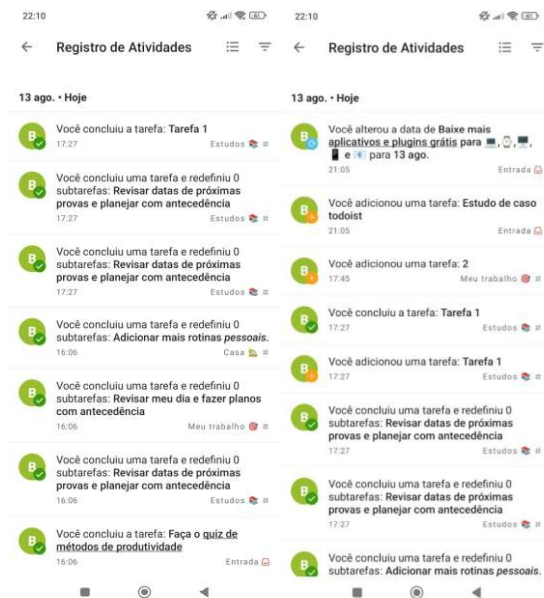 22:10
Registro de Atividades
13 ago. • Hoje
B
Você concluiu a tarefa: Tarefa 1
17:27
Estudos 📚 #
B
Você concluiu uma tarefa e redefiniu 0
subtarefas: Revisar datas de próximas
provas e planejar com antecedência
17:27
Estudos 📚 #
B
Você concluiu uma tarefa e redefiniu 0
subtarefas: Revisar datas de próximas
provas e planejar com antecedência
17:27
Estudos 📚 #
B
Você concluiu uma tarefa e redefiniu 0
subtarefas: Adicionar mais rotinas pessoais.
16:06
Casa 🏡 #
B
Você concluiu uma tarefa e redefiniu 0
subtarefas: Revisar meu dia e fazer planos
com antecedência
16:06
Meu trabalho 🎯 #
B
Você concluiu uma tarefa e redefiniu 0
subtarefas: Revisar datas de próximas
provas e planejar com antecedência
16:06
Estudos 📚 #
B
Você concluiu a tarefa: Faça o quiz de
métodos de produtividade
16:06
Entrada
22:10
Registro de Atividades
13 ago. • Hoje
B
Você alterou a data de Baixe mais
aplicativos e plugins grátis para 💻,⌚,🖥,
📱 e 📧 para 13 ago.
21:05
Entrada
B
Você adicionou uma tarefa: Estudo de caso
todoist
21:05
Entrada
B
Você adicionou uma tarefa: 2
17:45
Meu trabalho 🎯 #
B
Você concluiu a tarefa: Tarefa 1
17:27
Estudos 📚 #
B
Você adicionou uma tarefa: Tarefa 1
17:27
Estudos 📚 #
B
Você concluiu uma tarefa e redefiniu 0
subtarefas: Revisar datas de próximas
provas e planejar com antecedência
17:27
Estudos 📚 #
B
Você concluiu uma tarefa e redefiniu 0
subtarefas: Revisar datas de próximas
provas e planejar com antecedência
17:27
Estudos 📚 #
B
Você concluiu uma tarefa e redefiniu 0
subtarefas: Adicionar mais rotinas pessoais.